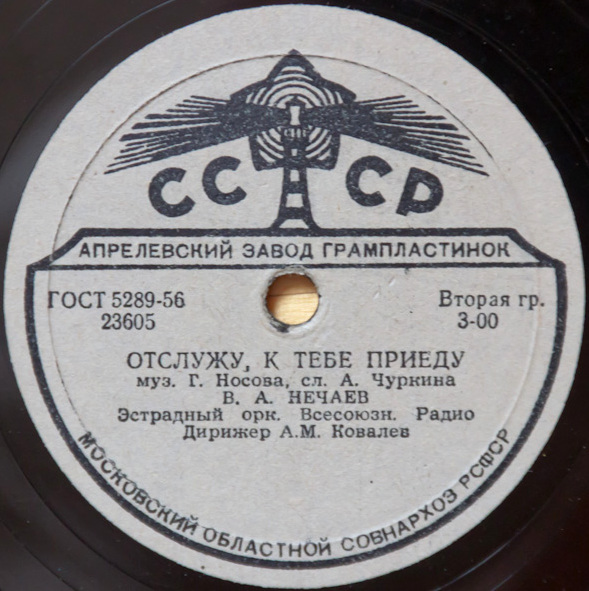 СССР
АПРЕЛЕВСКИЙ ЗАВОД ГРАМПЛАСТИНОК
ГОСТ 5289-56 Вторая гр.
23605 3-00
ОТСЛУЖУ, К ТЕБЕ ПРИЕДУ
муз. Г. Носова, сл. А. Чуркина
В. А. НЕЧАЕВ
Эстрадный орк. Всесоюзн. Радио
Дирижер А.М. Ковалев
МОСКОВСКИЙ ОБЛАСТНОЙ СОВНАРХОЗ РСФСР